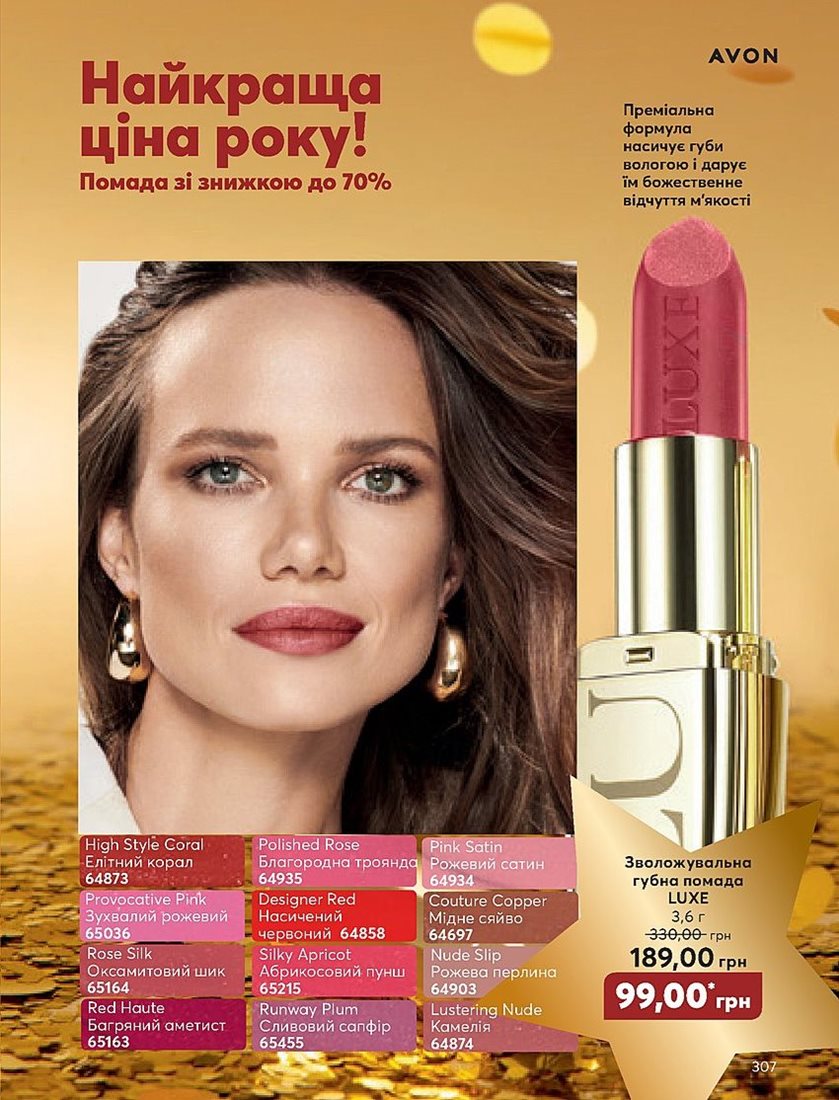 AVON
Найкраща
ціна року!
Помада зі знижкою до 70%
Преміальна
формула
насичує губи
вологою і дарує
їм божественне
відчуття м'якості
LUXE
LU
High Style Coral
Елітний корал
64873
Polished Rose
Благородна троянда
64935
Pink Satin
Рожевий сатин
64934
Provocative Pink
Зухвалий рожевий
65036
Designer Red
Насичений
червоний 64858
Couture Copper
Мідне сяйво
64697
Rose Silk
Оксамитовий шик
65164
Silky Apricot
Абрикосовий пунш
65215
Nude Slip
Рожева перлина
64903
Red Haute
Багряний аметист
65163
Runway Plum
Сливовий сапфір
65455
Lustering Nude
Камелія
64874
Зволожувальна
губна помада
LUXE
3,6 г
330,00 грн
189,00 грн
99,00* грн
307